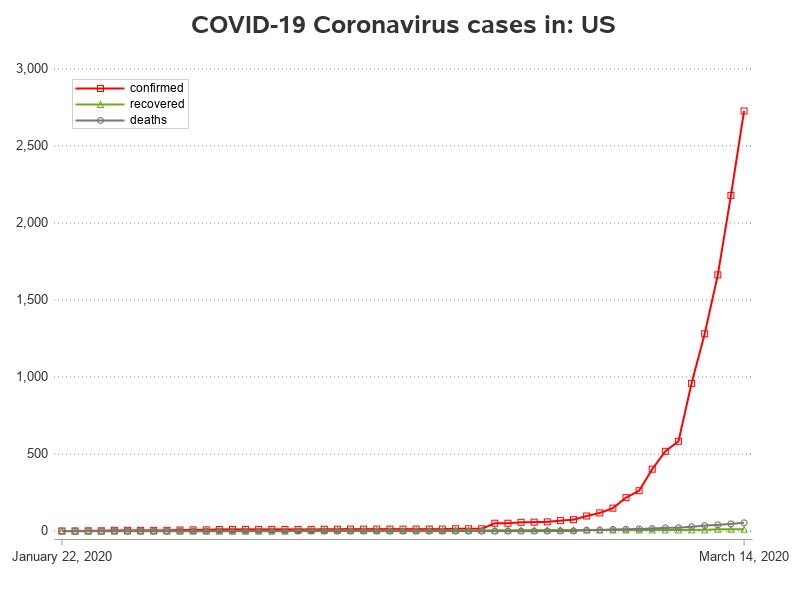 COVID-19 Coronavirus cases in: US
3,000
confirmed
recovered
deaths
2,500
2,000
1,500
1,000
500
0
January 22, 2020
March 14, 2020